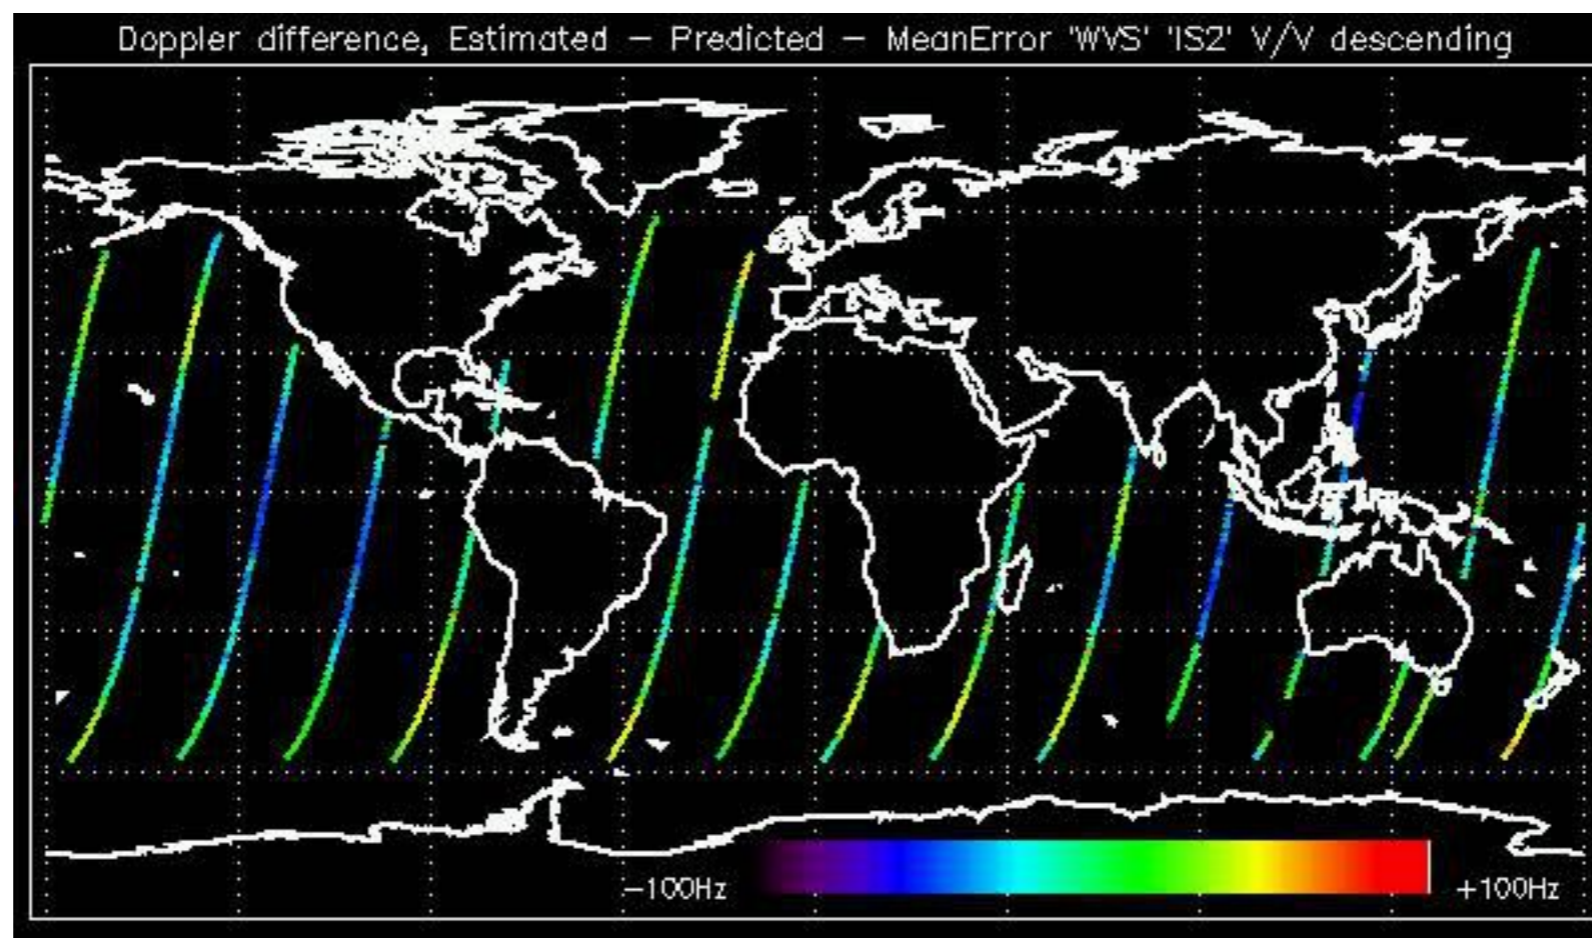 Doppler difference, Estimated - Predicted - MeanError 'WVS' 'IS2' V/V descending
-100Hz
+100Hz